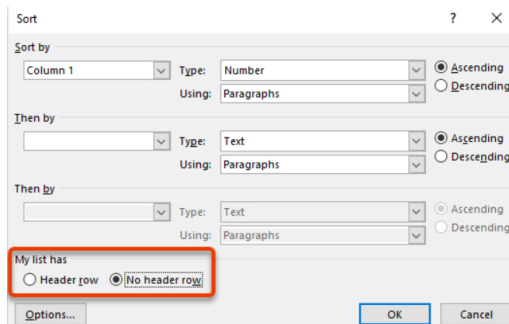 Sort ? ×
Sort by
Column 1 Type: Number Ascending
Using: Paragraphs Descending
Then by
Type: Text Ascending
Using: Paragraphs Descending
Then by
Type: Text Ascending
Using: Paragraphs Descending
My list has
Header row No header row
Options... OK Cancel